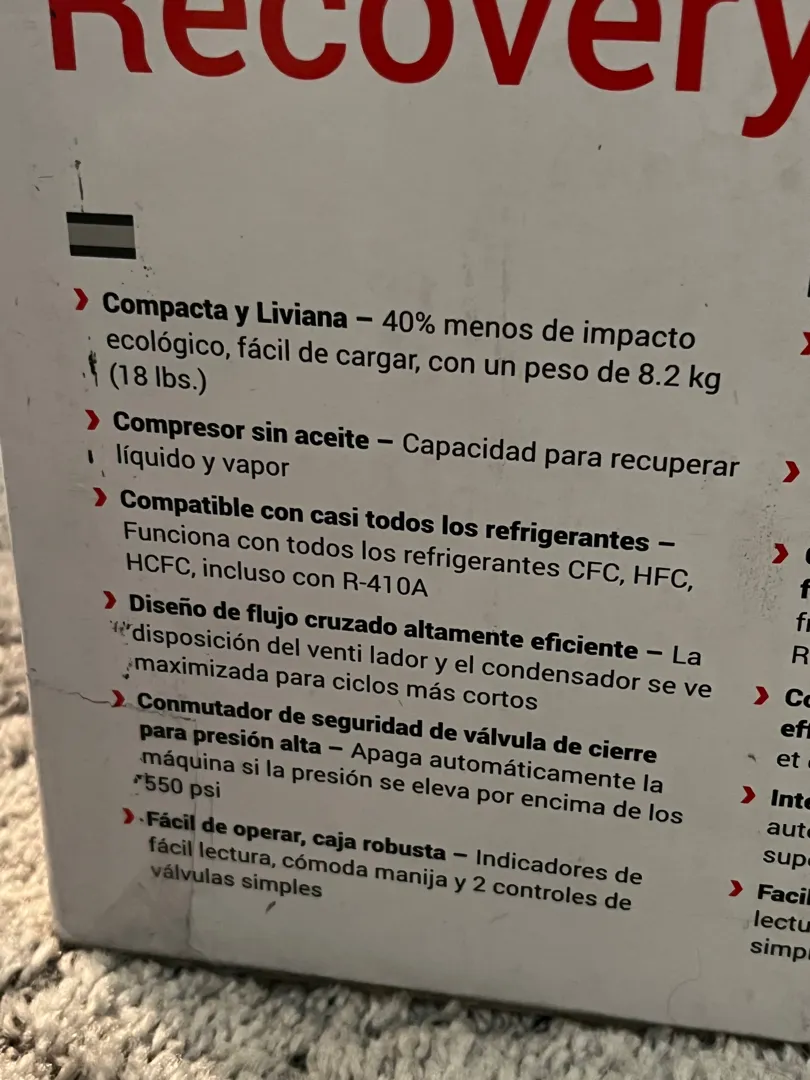 Recovery
› Compacta y Liviana – 40% menos de impacto
ecológico, fácil de cargar, con un peso de 8.2 kg
(18 lbs.)
› Compresor sin aceite – Capacidad para recuperar
líquido y vapor
› Compatible con casi todos los refrigerantes –
Funciona con todos los refrigerantes CFC, HFC,
HCFC, incluso con R-410A
› Diseño de flujo cruzado altamente eficiente – La
disposición del venti lador y el condensador se ve
maximizada para ciclos más cortos
› Conmutador de seguridad de válvula de cierre
para presión alta – Apaga automáticamente la
máquina si la presión se eleva por encima de los
550 psi
› Fácil de operar, caja robusta – Indicadores de
fácil lectura, cómoda manija y 2 controles de
válvulas simples